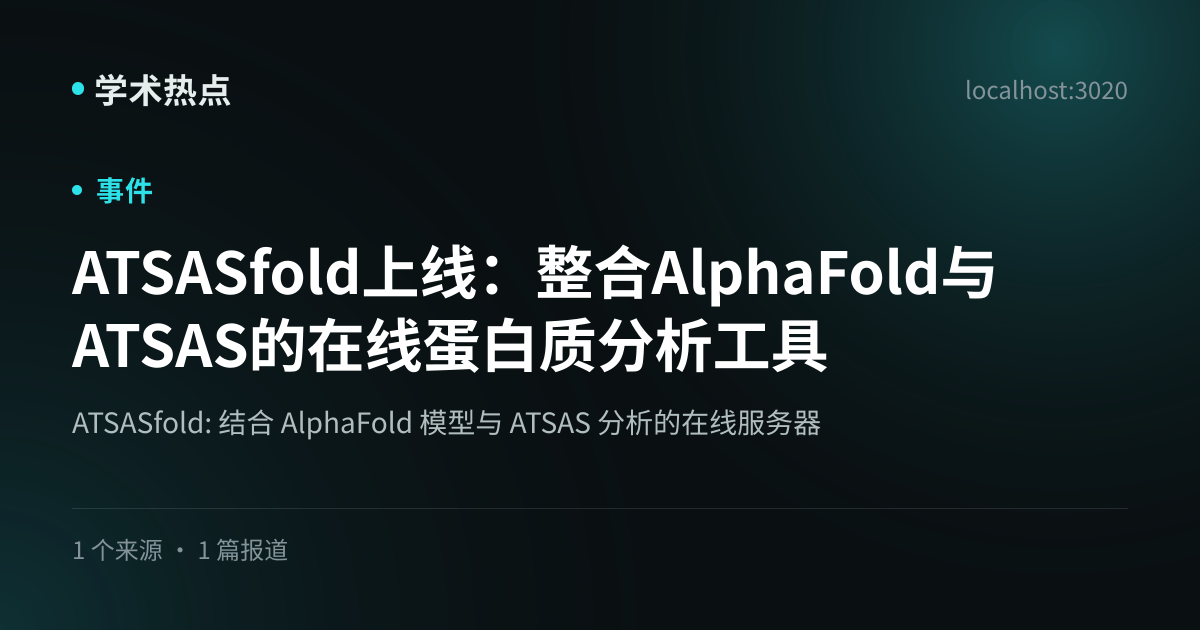 学术热点
localhost:3020
事件
ATSASfold上线：整合AlphaFold与
ATSAS的在线蛋白质分析工具
ATSASfold: 结合 AlphaFold 模型与 ATSAS 分析的在线服务器
1 个来源 · 1 篇报道